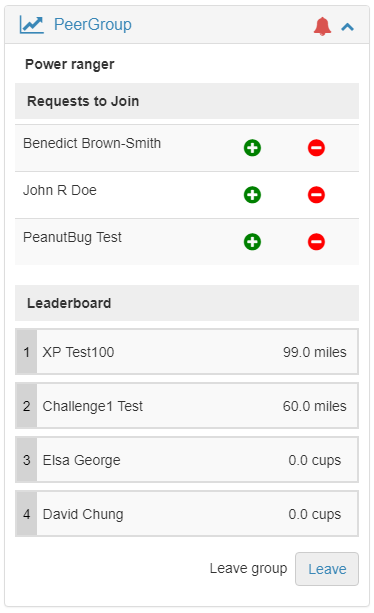 PeerGroup
Power ranger
Requests to Join
Benedict Brown-Smith
John R Doe
PeanutBug Test
Leaderboard
1 XP Test100 99.0 miles
2 Challenge1 Test 60.0 miles
3 Elsa George 0.0 cups
4 David Chung 0.0 cups
Leave group Leave